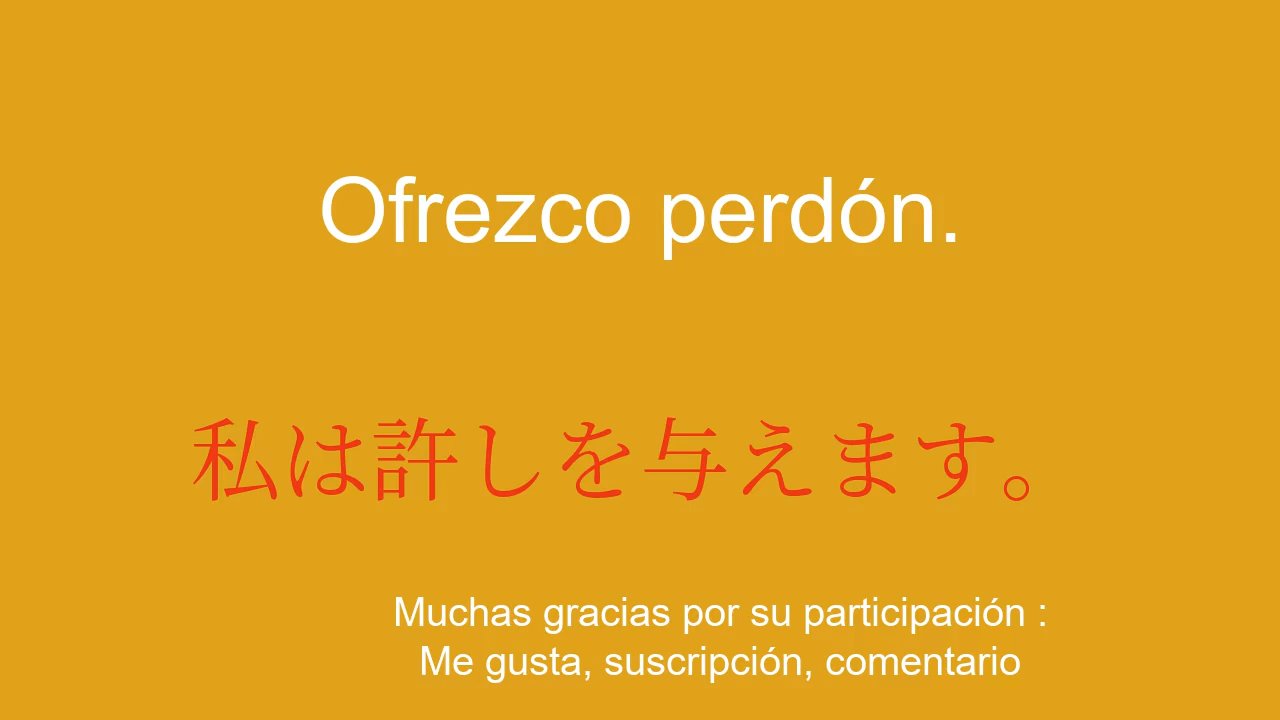 Ofrezco perdón.
私は許しを与えます。
Muchas gracias por su participación :
Me gusta, suscripción, comentario